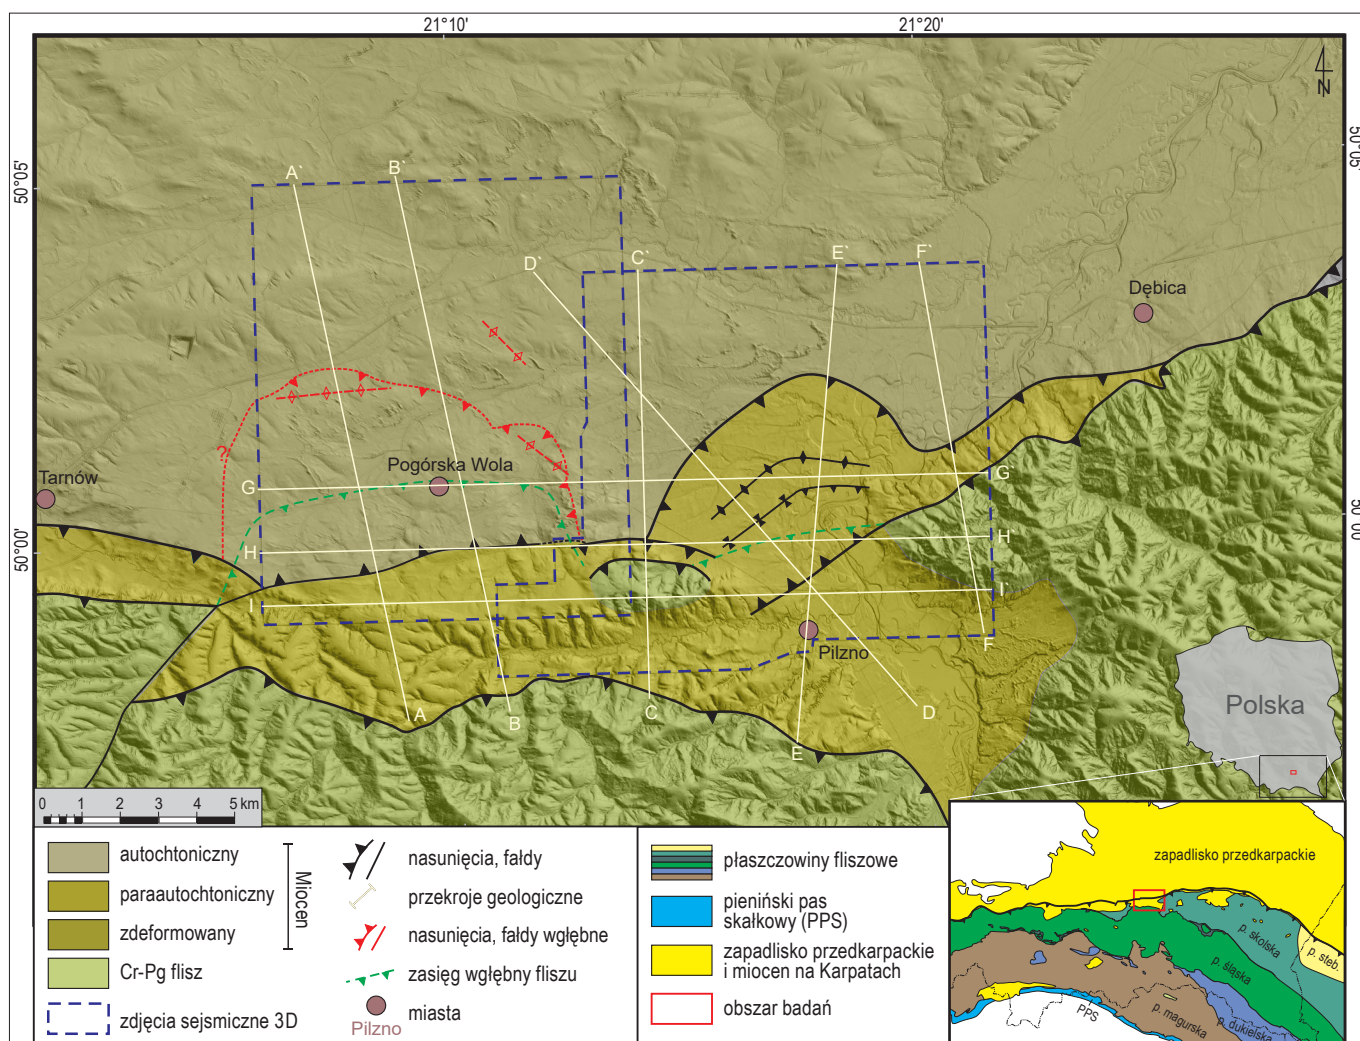 21°10' 21°20'
N
50°05' 50°05'
A` B` C` D` E` F`
Dębica
?
Tarnów
Pogórska Wola
G G`
50°00' 50°00'
H H`
I I`
Pilzno
F
A B C D
E
Polska
0 1 2 3 4 5 km
autochtoniczny
paraautochtoniczny
zdeformowany
Miocen
Cr-Pg flisz
zdjęcia sejsmiczne 3D
nasunięcia, fałdy
przekroje geologiczne
nasunięcia, fałdy wgłębne
zasięg wgłębny fliszu
miasta
Pilzno
płaszczowiny fliszowe
pieniński pas
skałkowy (PPS)
zapadlisko przedkarpackie
i miocen na Karpatach
obszar badań
zapadlisko przedkarpackie
p. skolska
p. steb.
p. śląska
p. magurska
p. dukielska
PPS